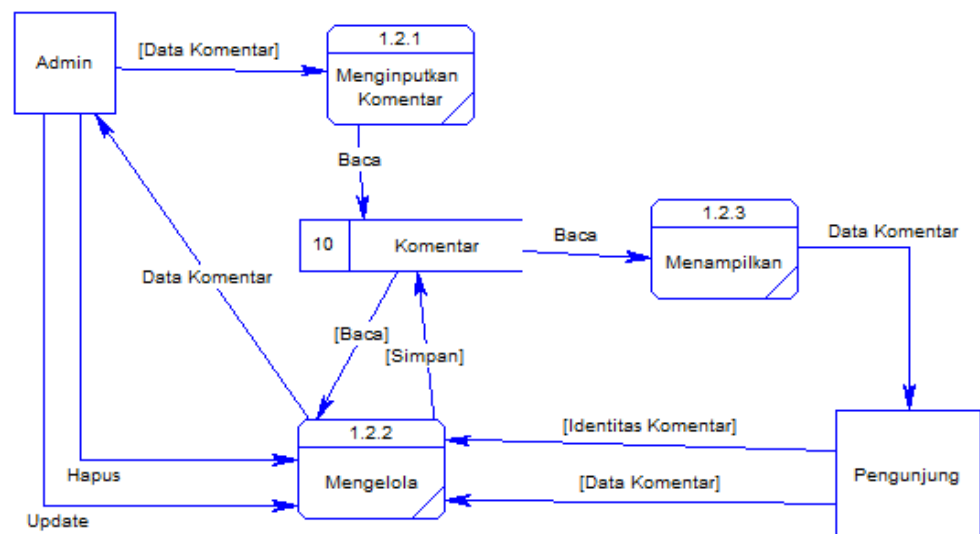 Admin
[Data Komentar]
1.2.1
Menginputkan
Komentar
Baca
10
Komentar
Baca
1.2.3
Menampilkan
Data Komentar
Data Komentar
[Baca]
[Simpan]
1.2.2
Mengelola
[Identitas Komentar]
[Data Komentar]
Pengunjung
Hapus
Update